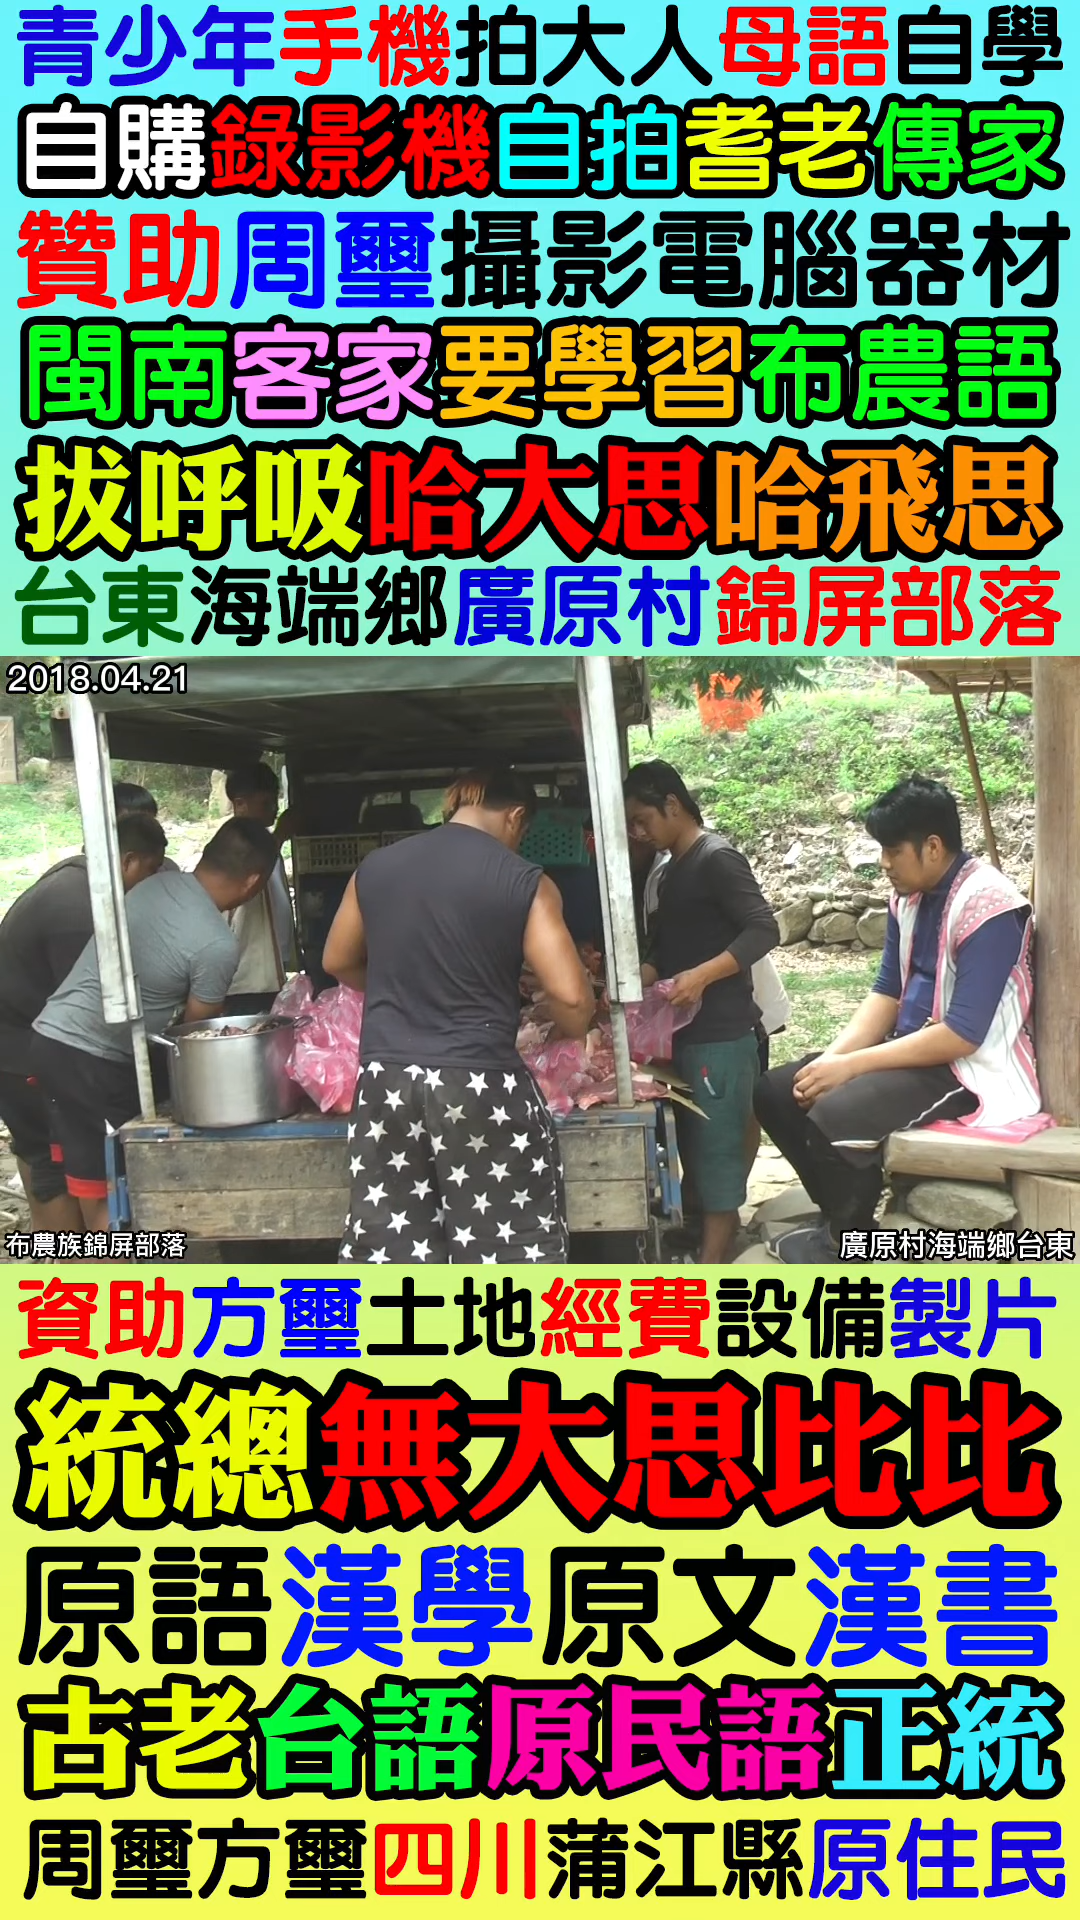 青少年手機拍大人母語自學
自購錄影機自拍耆老傳家
贊助周璽攝影電腦器材
閩南客家要學習布農語
拔呼吸哈大思哈飛思
台東海端鄉廣原村錦屏部落
2018.04.21
布農族錦屏部落
廣原村海端鄉台東
資助方璽土地經費設備製片
統總無大思比比
原語漢學原文漢書
古老台語原民語正統
周璽方璽四川蒲江縣原住民